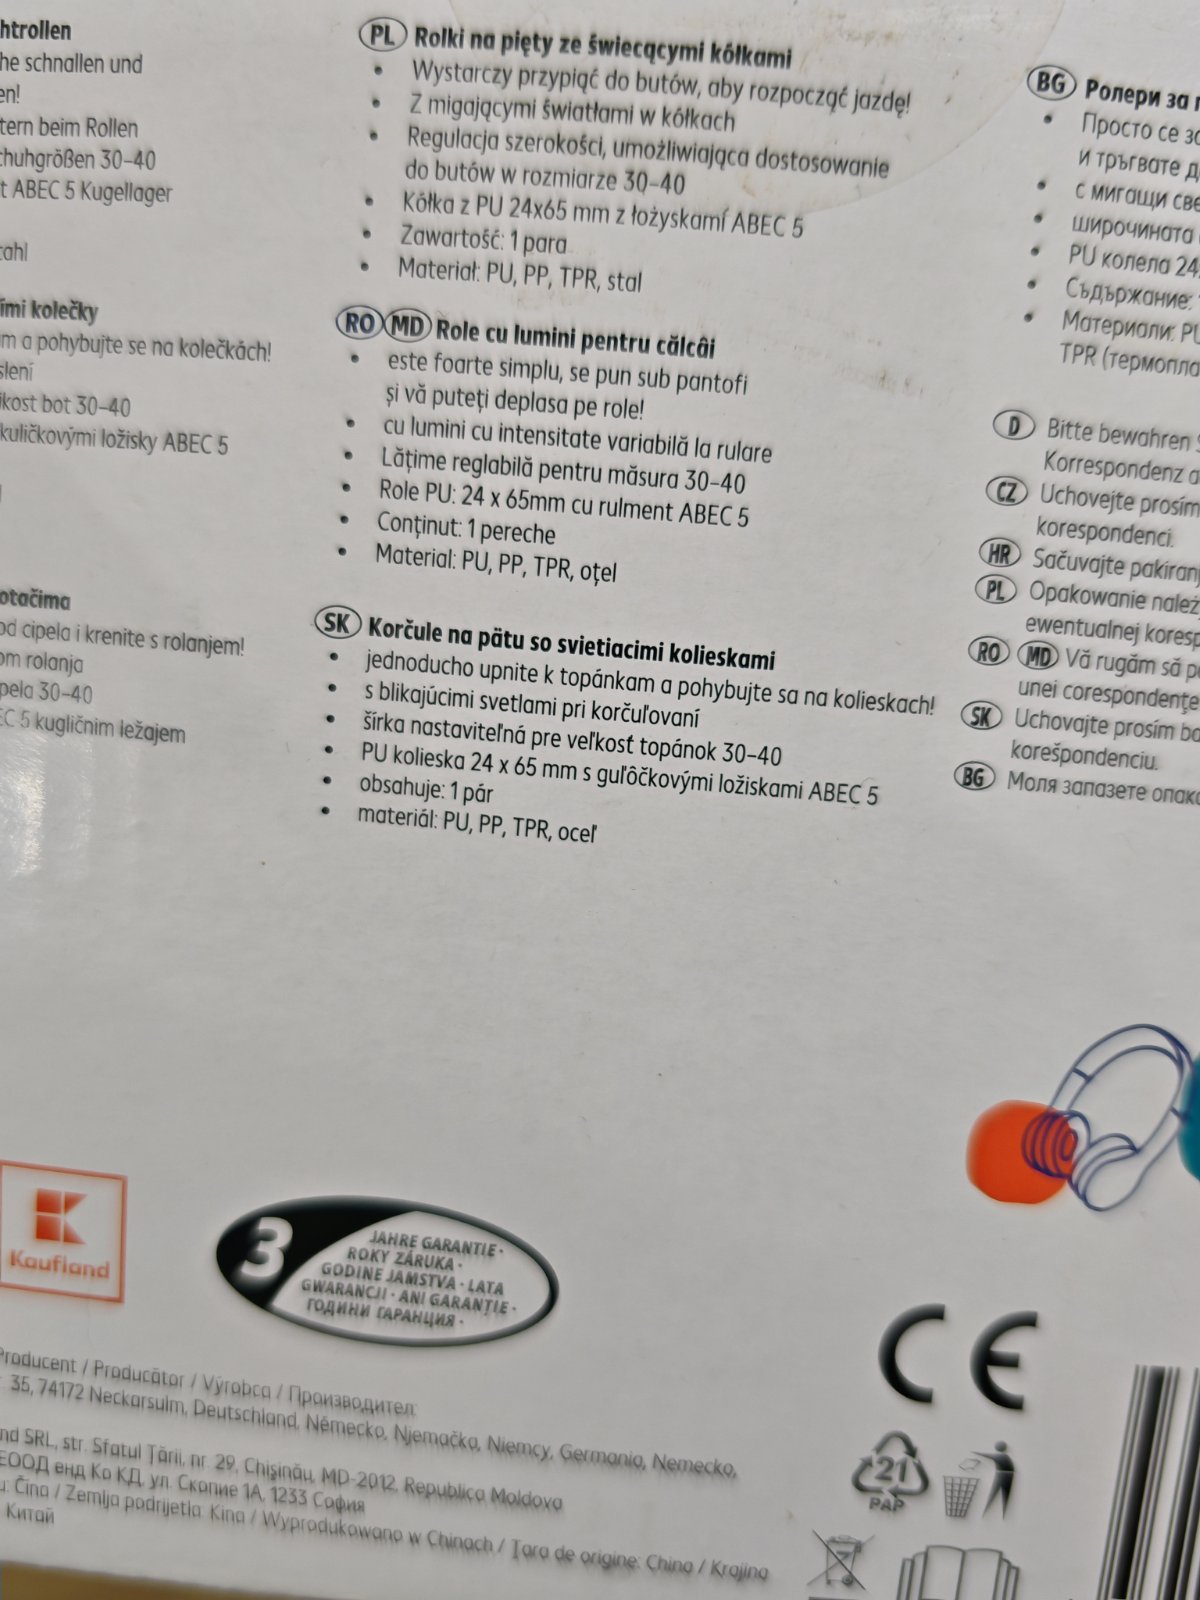 htrollen
he schnallen und
en!
tern beim Rollen
chuhgrößen 30–40
t ABEC 5 Kugellager
tahl
ími kolečky
m a pohybujte se na kolečkách!
slení
ikost bot 30–40
kuličkovými ložisky ABEC 5
otačima
od cipela i krenite s rolanjem!
om rolanja
pela 30–40
EC 5 kugličnim ležajem
PL Rolki na pięty ze świecącymi kółkami
• Wystarczy przypiąć do butów, aby rozpocząć jazdę!
• Z migającymi światłami w kółkach
• Regulacja szerokości, umożliwiająca dostosowanie
do butów w rozmiarze 30–40
• Kółka z PU 24x65 mm z łożyskamí ABEC 5
• Zawartość: 1 para
• Materiał: PU, PP, TPR, stal
RO MD Role cu lumini pentru călcâi
• este foarte simplu, se pun sub pantofi
și vă puteți deplasa pe role!
• cu lumini cu intensitate variabilă la rulare
• Lățime reglabilă pentru măsura 30–40
• Role PU: 24 x 65mm cu rulment ABEC 5
• Conținut: 1 pereche
• Material: PU, PP, TPR, oțel
SK Korčule na pätu so svietiacimi kolieskami
• jednoducho upnite k topánkam a pohybujte sa na kolieskach!
• s blikajúcimi svetlami pri korčuľovaní
• šírka nastaviteľná pre veľkosť topánok 30–40
• PU kolieska 24 x 65 mm s guľôčkovými ložiskami ABEC 5
• obsahuje: 1 pár
• materiál: PU, PP, TPR, oceľ
BG Ролери за п
• Просто се за
и тръгвате д
• с мигащи све
• широчината
• PU колела 24
• Съдържание:
• Материали: PU
TPR (термопла
D Bitte bewahren S
Korrespondenz a
CZ Uchovejte prosím
korespondenci.
HR Sačuvajte pakiranj
PL Opakowanie należ
ewentualnej koresp
RO MD Vă rugăm să p
unei corespondențe
SK Uchovajte prosím ba
korešpondenciu.
BG Моля запазете опако
Kaufland
3 JAHRE GARANTIE •
ROKY ZÁRUKA •
GODINE JAMSTVA • LATA
GWARANCJI • ANI GARANȚIE •
ГОДИНИ ГАРАНЦИЯ •
CE
21
PAP
Producent / Producător / Výrobca / Производител:
35, 74172 Neckarsulm, Deutschland, Německo, Njemačka, Niemcy, Germania, Nemecko,
nd SRL, str. Sfatul Țării, nr. 29, Chișinău, MD-2012, Republica Moldova
ЕООД енд Ко КД, ул. Скопие 1А, 1233 София
u: Čína / Zemlja podrijetla: Kina / Wyprodukowano w Chinach / Țara de origine: China / Krajina
Китай